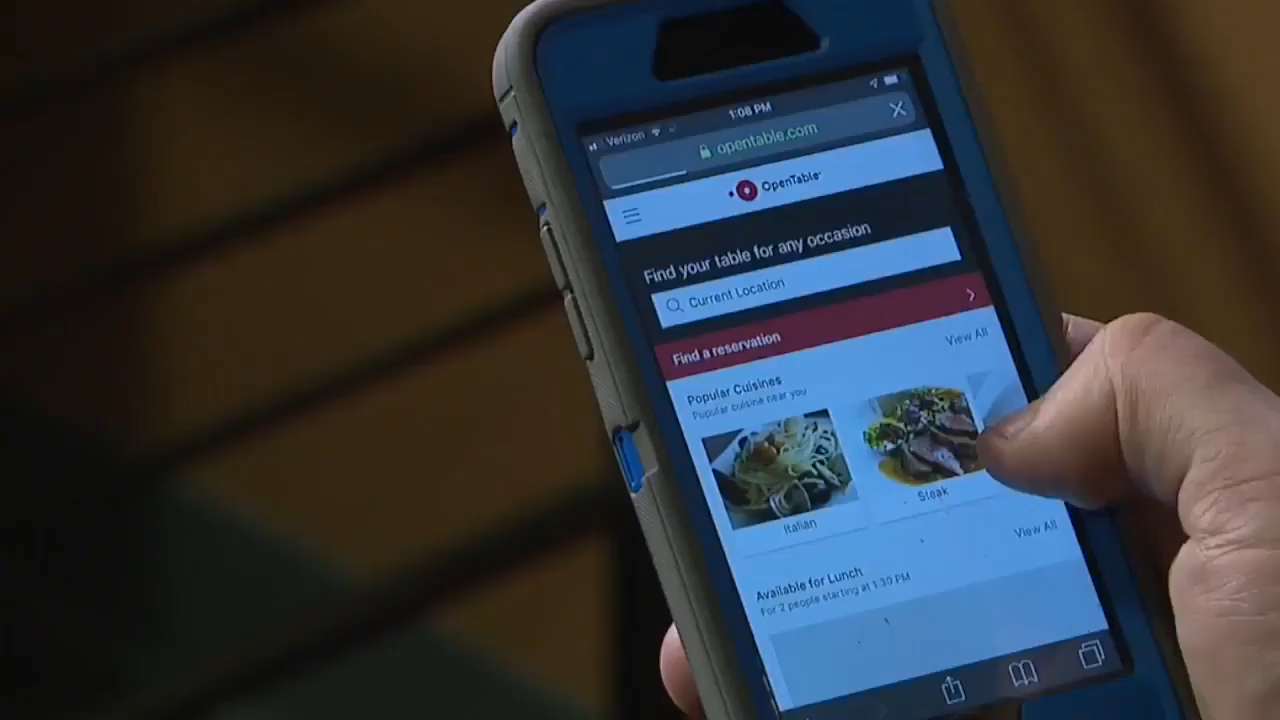 Verizon
1:08 PM
opentable.com
OpenTable
Find your table for any occasion
Current Location
Find a reservation
View All
Popular Cuisines
Popular cuisine near you
Italian
Steak
View All
Available for Lunch
For 2 people starting at 1:30 PM